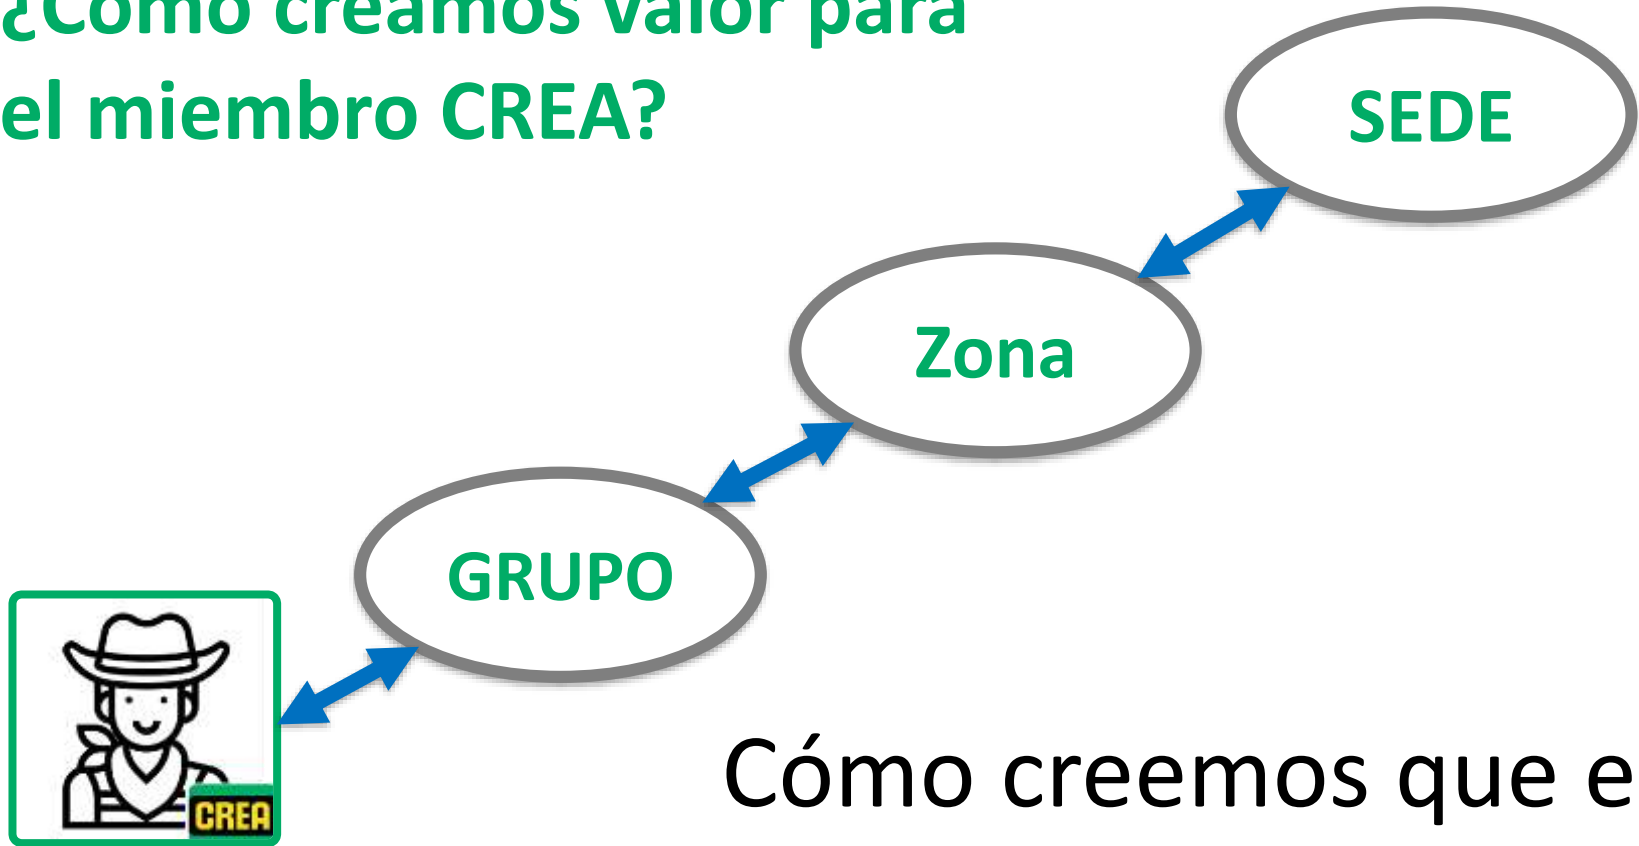 ¿Cómo creamos valor para
el miembro CREA?
SEDE
Zona
GRUPO
CREA
Cómo creemos que e